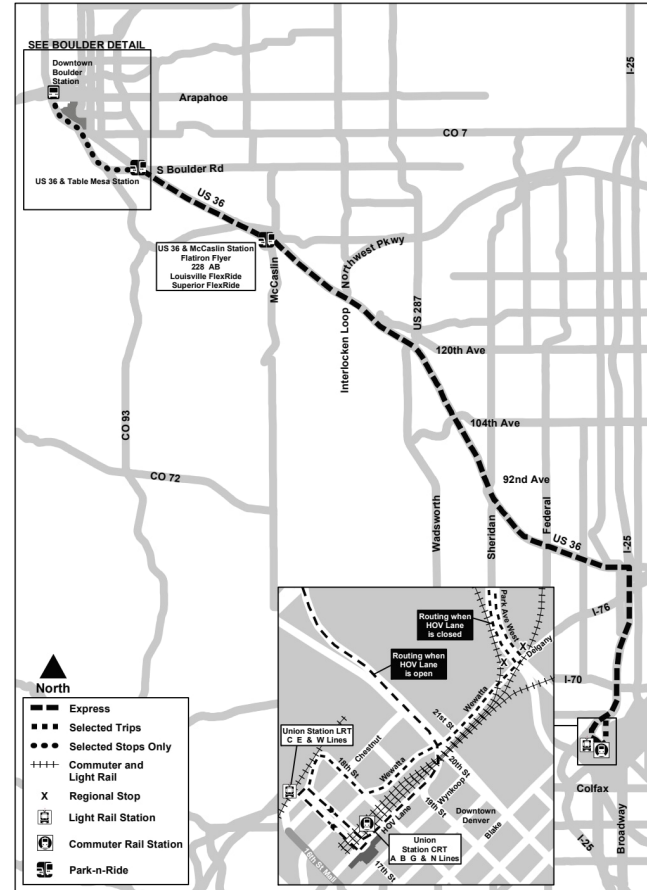 SEE BOULDER DETAIL
Downtown
Boulder
Station
Arapahoe
I-25
CO 7
S Boulder Rd
US 36 & Table Mesa Station
US 36
US 36 & McCaslin Station
Flatiron Flyer
228 AB
Louisville FlexRide
Superior FlexRide
McCaslin
Northwest Pkwy
Interlocken Loop
US 287
120th Ave
CO 93
104th Ave
CO 72
92nd Ave
Wadsworth
Sheridan
Federal
US 36
I-25
I-76
I-70
Colfax
I-25
Broadway
North
Express
Selected Trips
Selected Stops Only
Commuter and
Light Rail
X Regional Stop
Light Rail Station
Commuter Rail Station
Park-n-Ride
Routing when
HOV Lane
is closed
Park Ave West
X
X
Delgany
Routing when
HOV Lane
is open
Wewatta
21st St
Union Station LRT
C E & W Lines
Chestnut
18th St
Wewatta
20th St
Wynkoop
19th St
HOV Lane
Downtown
Denver
Blake
Union
Station CRT
A B G & N Lines
17th St
16th St Mall